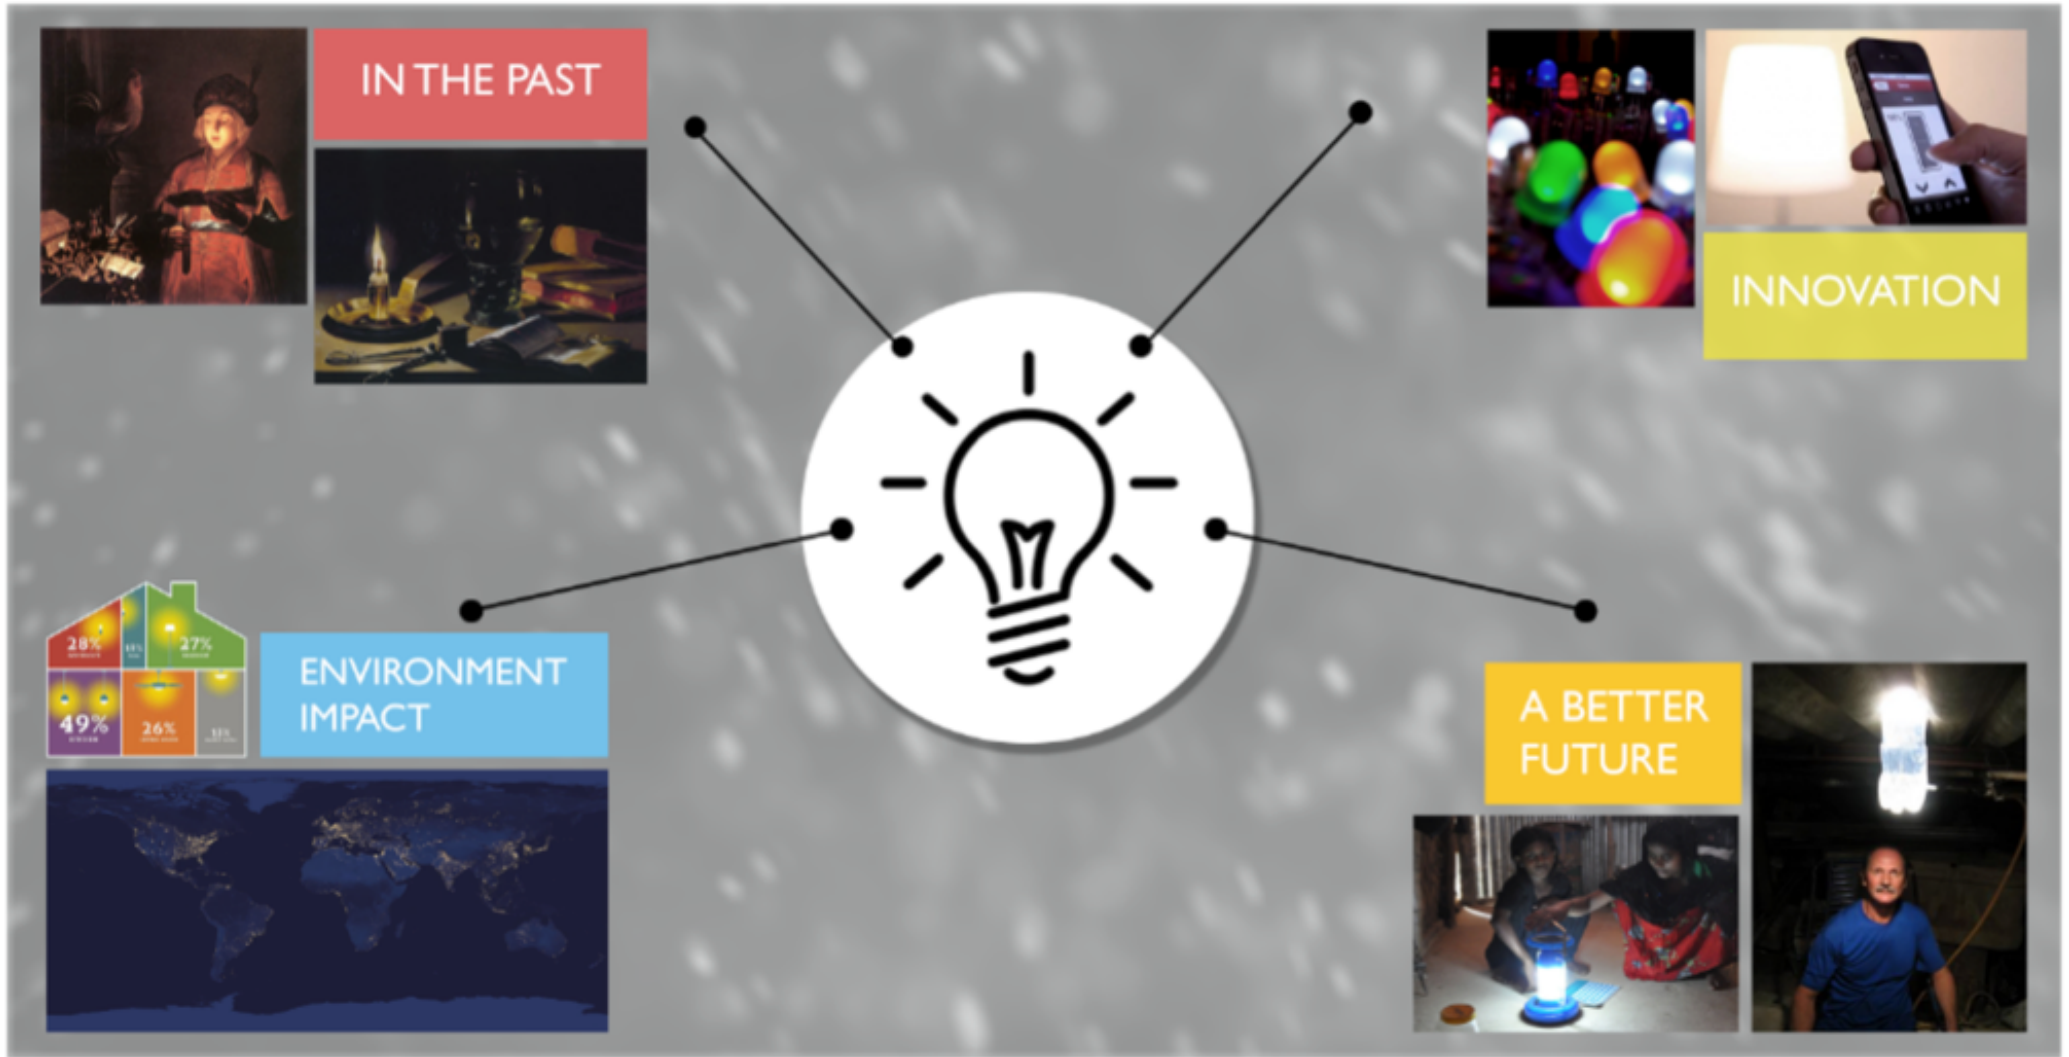 IN THE PAST
INNOVATION
28%
27%
49%
26%
ENVIRONMENT
IMPACT
A BETTER
FUTURE